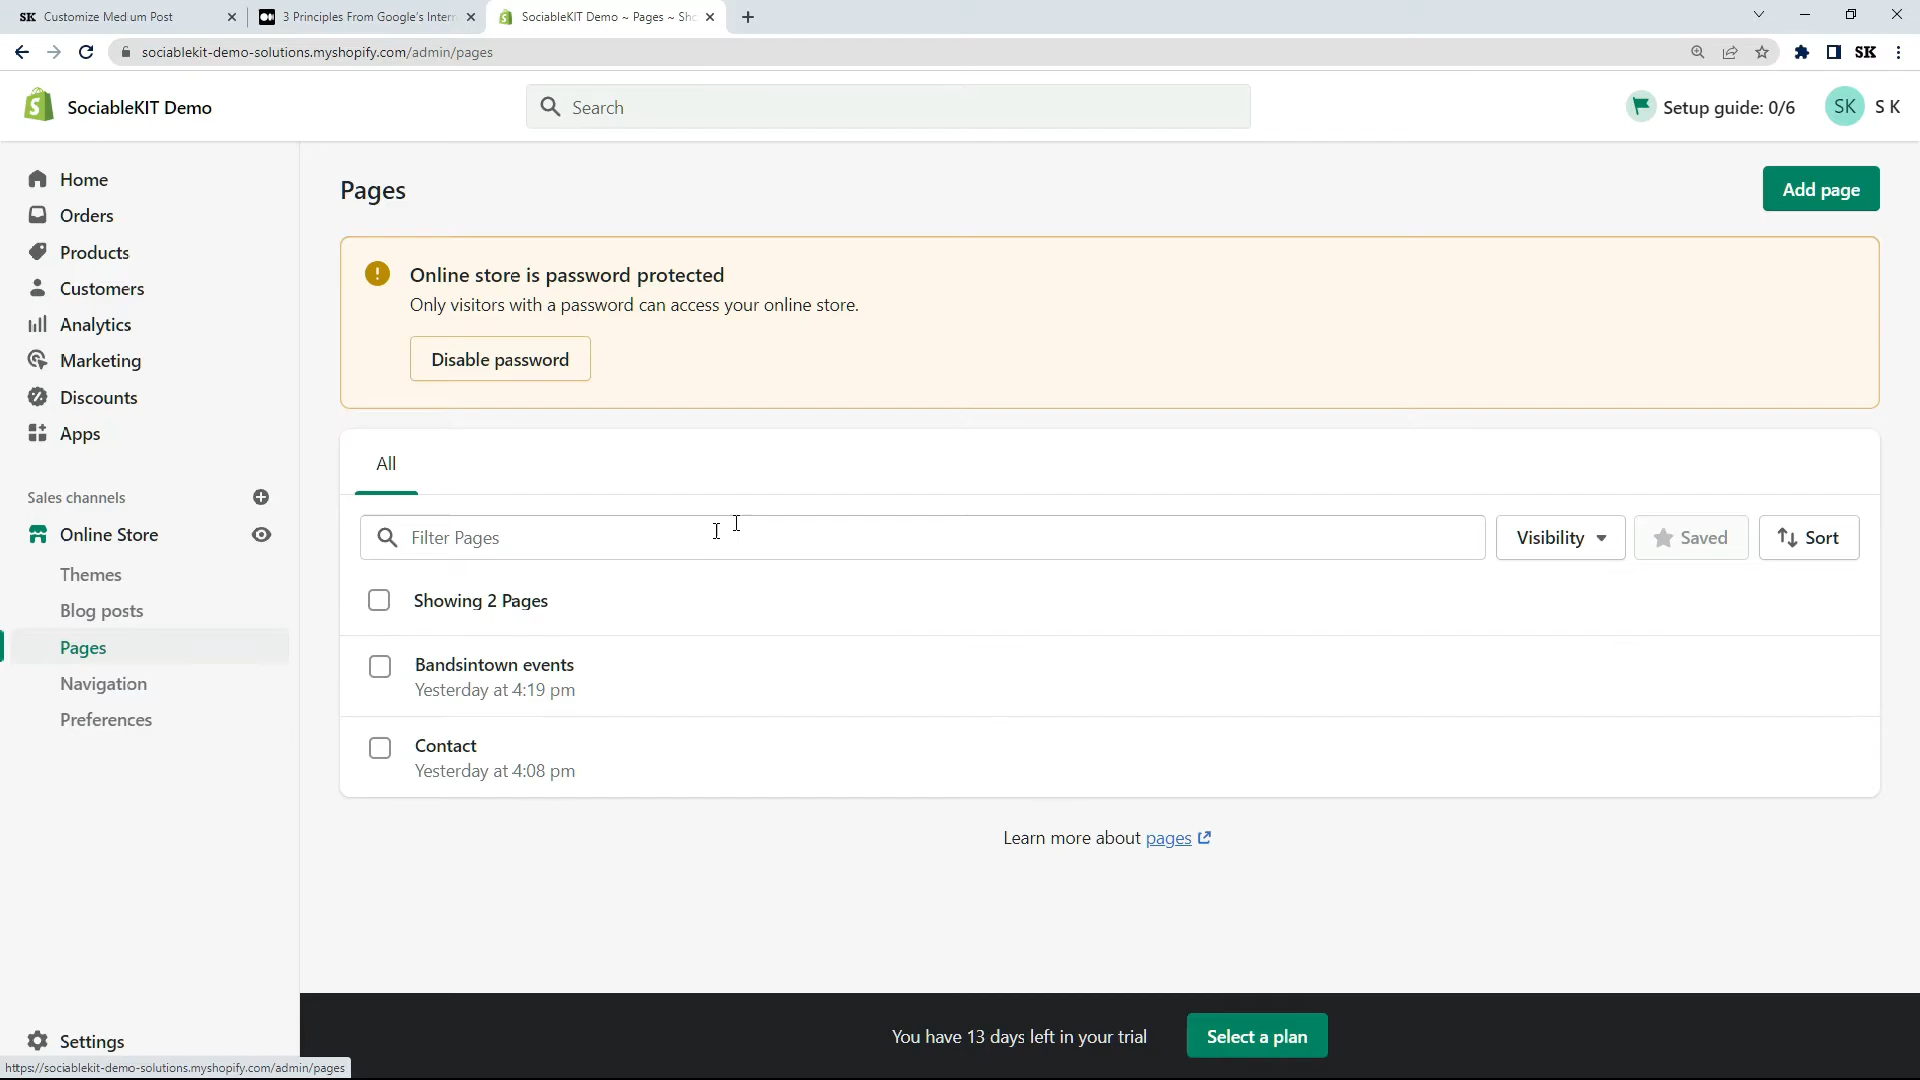 SK Customize Medium Post
3 Principles From Google's Intern
SociableKIT Demo ~ Pages ~ Sho
sociablekit-demo-solutions.myshopify.com/admin/pages
SK
SociableKIT Demo
Search
Setup guide: 0/6
SK
S K
Home
Orders
Products
Customers
Analytics
Marketing
Discounts
Apps
Sales channels
Online Store
Themes
Blog posts
Pages
Navigation
Preferences
Settings
Pages
Add page
Online store is password protected
Only visitors with a password can access your online store.
Disable password
All
Filter Pages
Visibility
Saved
Sort
Showing 2 Pages
Bandsintown events
Yesterday at 4:19 pm
Contact
Yesterday at 4:08 pm
Learn more about pages
You have 13 days left in your trial
Select a plan
https://sociablekit-demo-solutions.myshopify.com/admin/pages